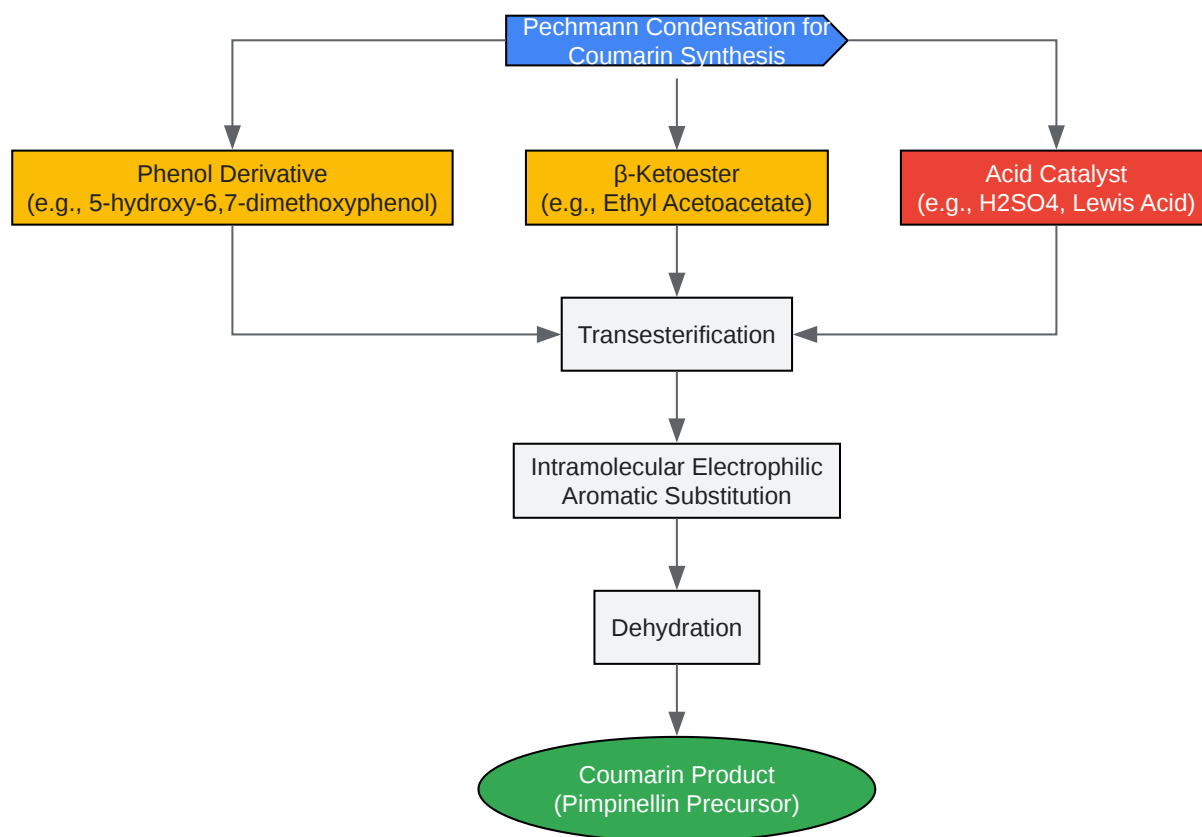 Pechmann Condensation for
Coumarin Synthesis
Phenol Derivative
(e.g., 5-hydroxy-6,7-dimethoxyphenol)
β-Ketoester
(e.g., Ethyl Acetoacetate)
Acid Catalyst
(e.g., H2SO4, Lewis Acid)
Transesterification
Intramolecular Electrophilic
Aromatic Substitution
Dehydration
Coumarin Product
(Pimpinellin Precursor)